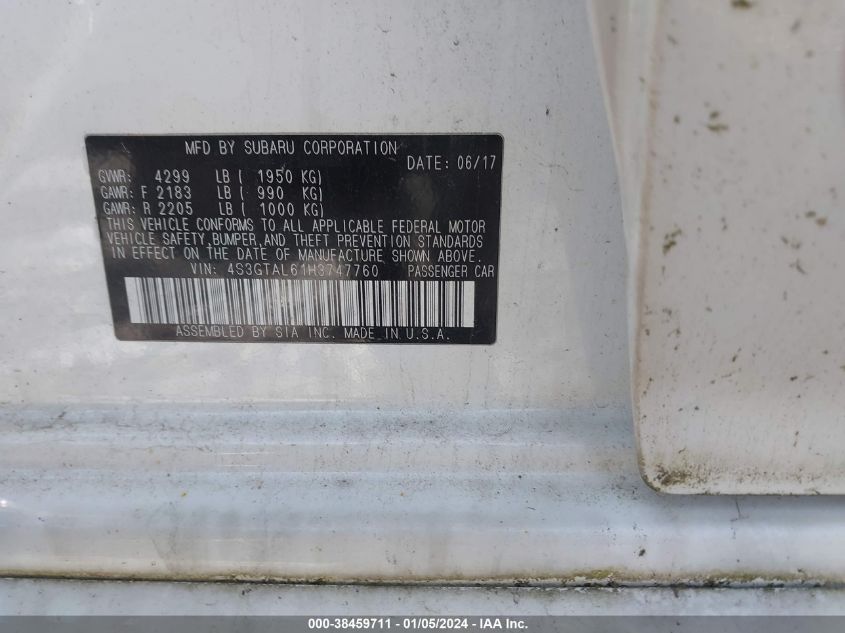 MFD BY SUBARU CORPORATION
DATE: 06/17
GVWR: 4299 LB ( 1950 KG)
GAWR: F 2183 LB ( 990 KG)
GAWR: R 2205 LB ( 1000 KG)
THIS VEHICLE CONFORMS TO ALL APPLICABLE FEDERAL MOTOR
VEHICLE SAFETY, BUMPER, AND THEFT PREVENTION STANDARDS
IN EFFECT ON THE DATE OF MANUFACTURE SHOWN ABOVE.
VIN: 4S3GTAL61H3747760 PASSENGER CAR
ASSEMBLED BY SIA INC. MADE IN U.S.A.
000-38459711 - 01/05/2024 - IAA Inc.